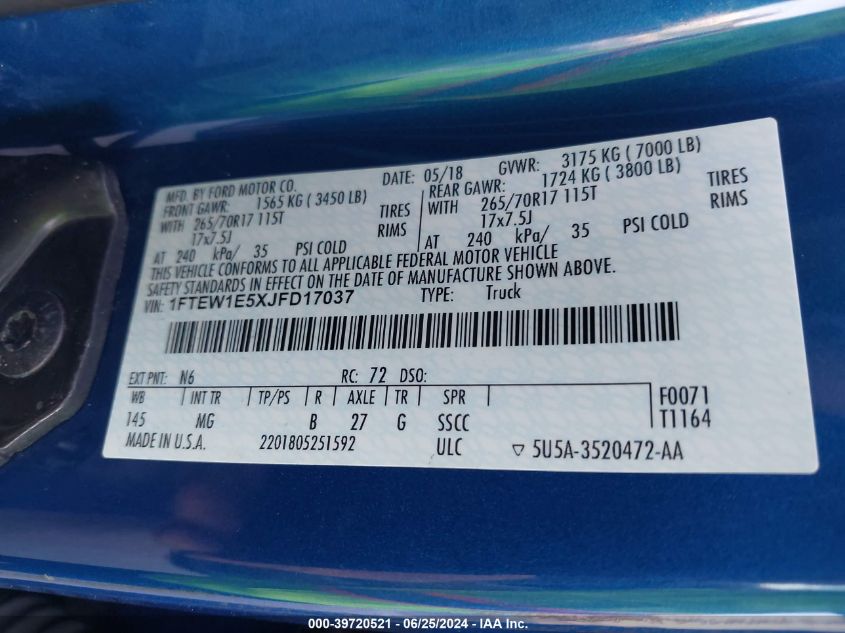 MFD. BY FORD MOTOR CO. DATE: 05/18 GVWR: 3175 KG ( 7000 LB)
FRONT GAWR: 1565 KG ( 3450 LB) REAR GAWR: 1724 KG ( 3800 LB)
WITH 265/70R17 115T TIRES WITH 265/70R17 115T TIRES
17x7.5J RIMS 17x7.5J RIMS
AT 240 kPa/ 35 PSI COLD AT 240 kPa/ 35 PSI COLD
THIS VEHICLE CONFORMS TO ALL APPLICABLE FEDERAL MOTOR VEHICLE
SAFETY STANDARDS IN EFFECT ON THE DATE OF MANUFACTURE SHOWN ABOVE.
VIN: 1FTEW1E5XJFD17037 TYPE: Truck
EXT PNT: N6 RC: 72 DSO:
WB INT TR TP/PS R AXLE TR SPR F0071
145 MG B 27 G SSCC T1164
MADE IN U.S.A. 2201805251592 ULC ▽ 5U5A-3520472-AA
000-39720521 - 06/25/2024 - IAA Inc.